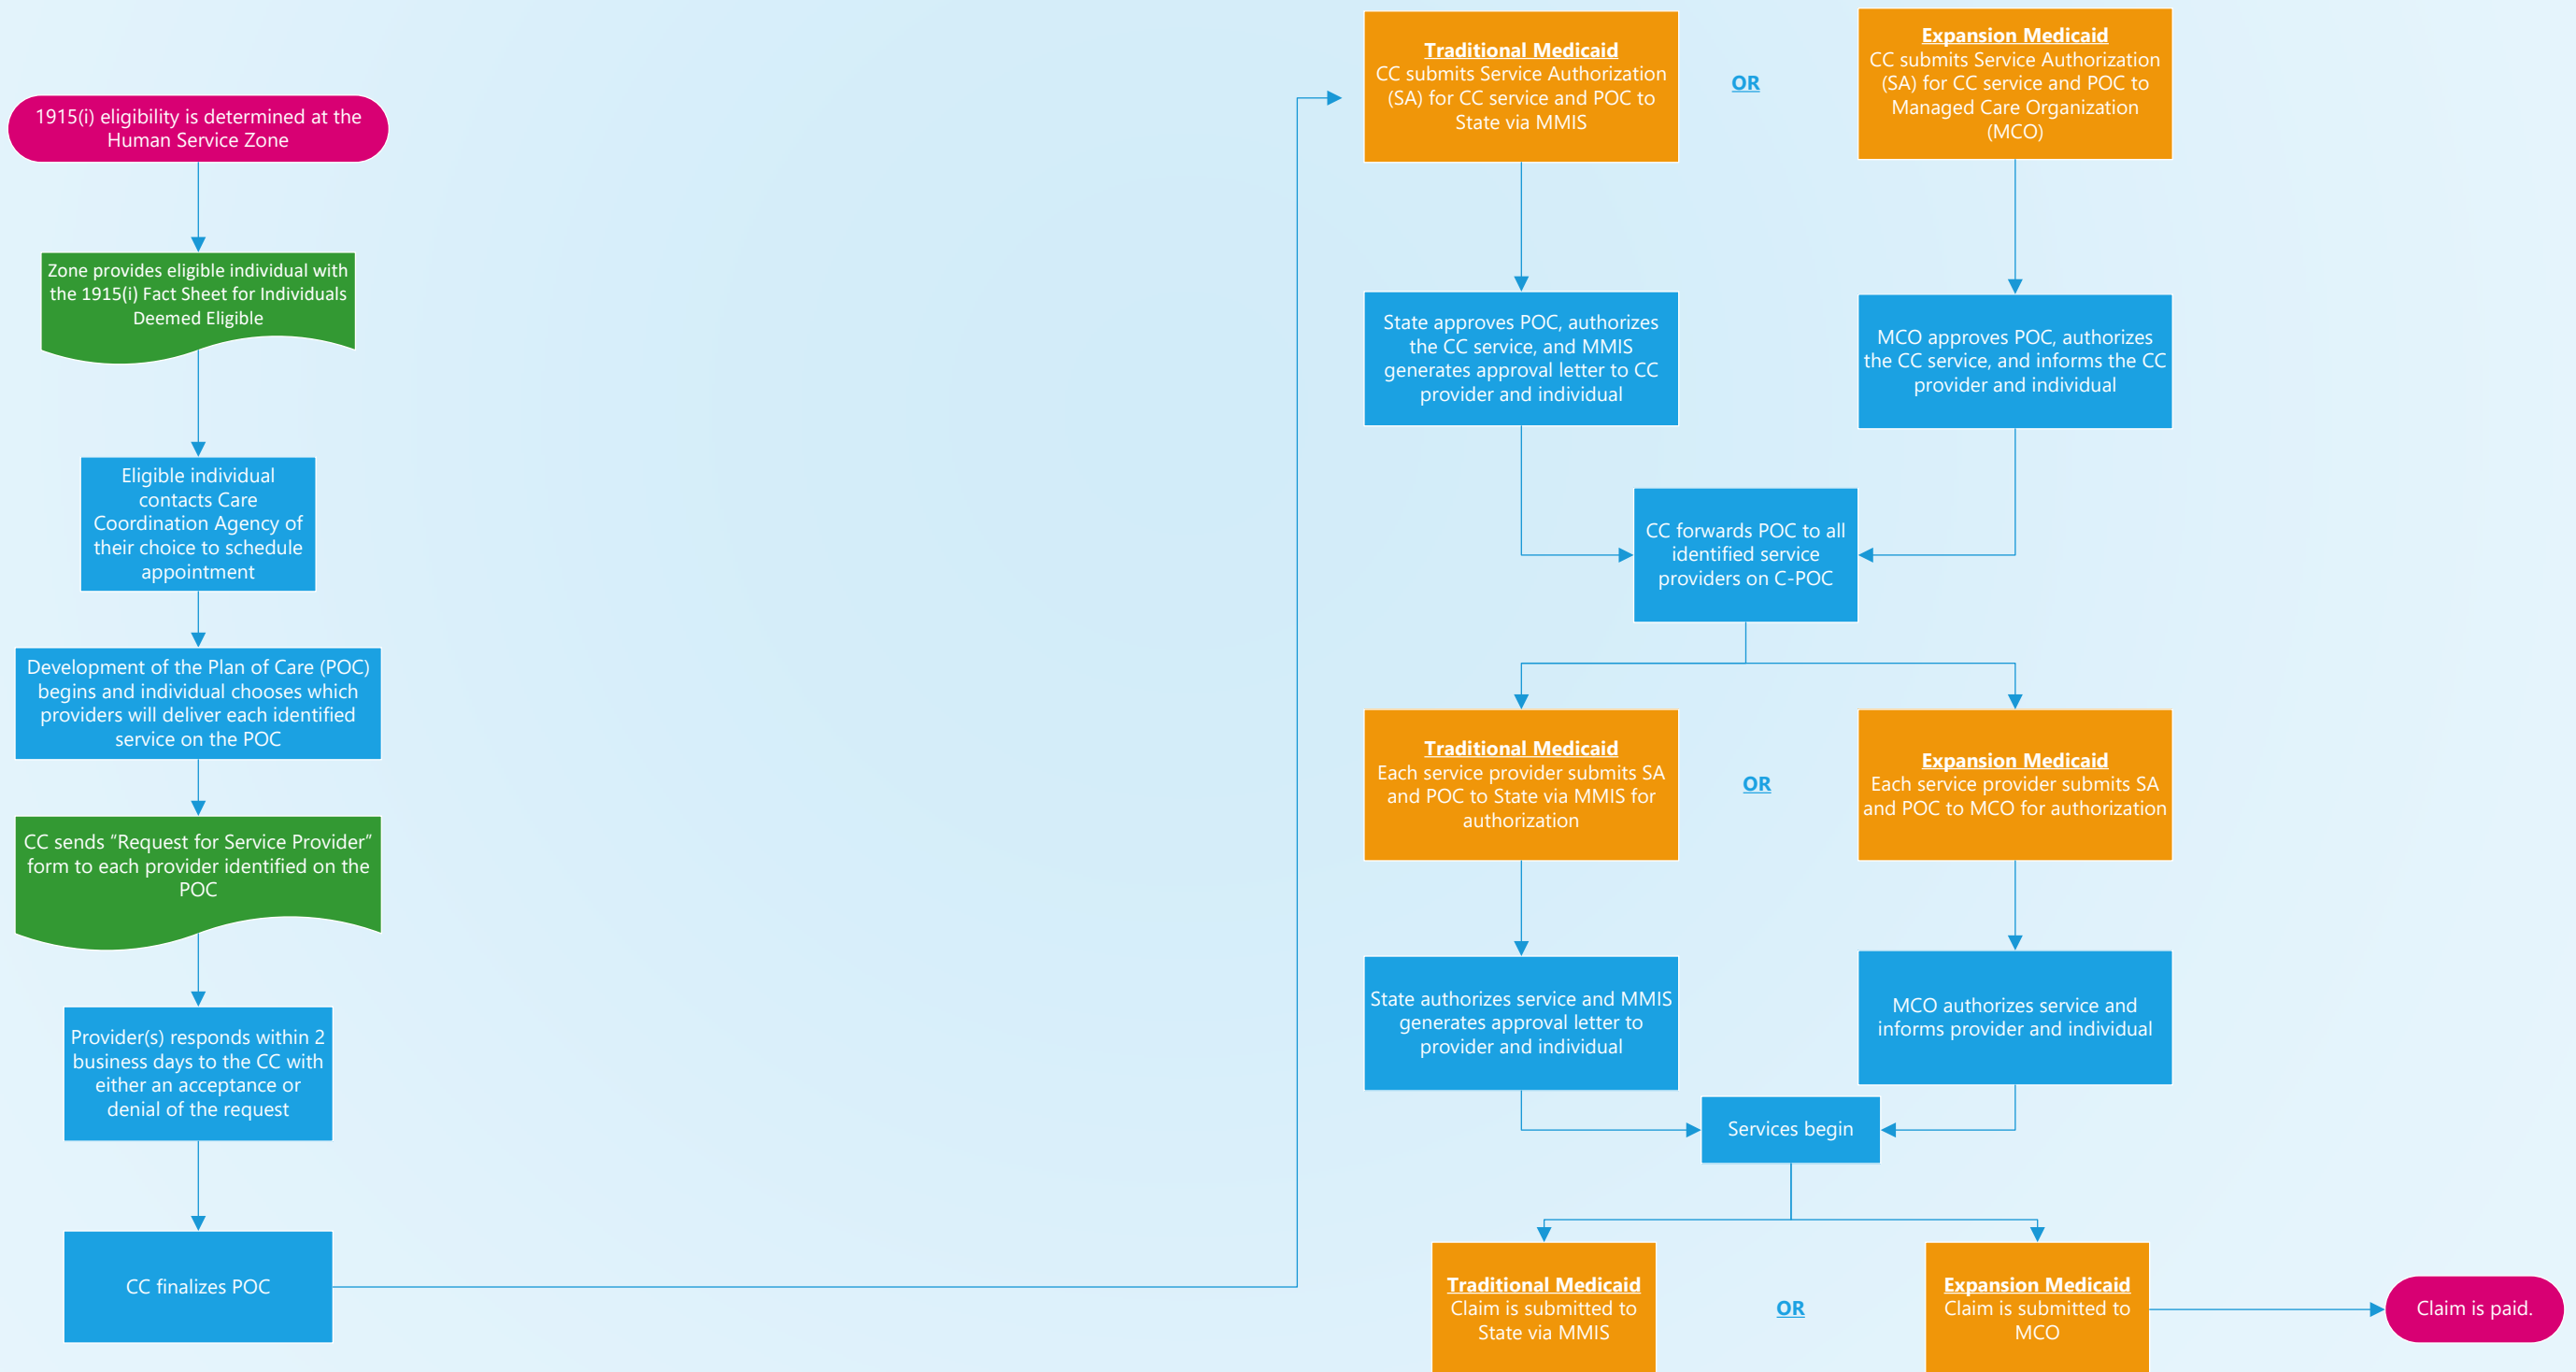 1915(i) eligibility is determined at the
Human Service Zone
Zone provides eligible individual with
the 1915(i) Fact Sheet for Individuals
Deemed Eligible
Eligible individual
contacts Care
Coordination Agency of
their choice to schedule
appointment
Development of the Plan of Care (POC)
begins and individual chooses which
providers will deliver each identified
service on the POC
CC sends “Request for Service Provider”
form to each provider identified on the
POC
Provider(s) responds within 2
business days to the CC with
either an acceptance or
denial of the request
CC finalizes POC
Traditional Medicaid
CC submits Service Authorization
(SA) for CC service and POC to
State via MMIS
OR
Expansion Medicaid
CC submits Service Authorization
(SA) for CC service and POC to
Managed Care Organization
(MCO)
State approves POC, authorizes
the CC service, and MMIS
generates approval letter to CC
provider and individual
MCO approves POC, authorizes
the CC service, and informs the CC
provider and individual
CC forwards POC to all
identified service
providers on C-POC
Traditional Medicaid
Each service provider submits SA
and POC to State via MMIS for
authorization
OR
Expansion Medicaid
Each service provider submits SA
and POC to MCO for authorization
State authorizes service and MMIS
generates approval letter to
provider and individual
MCO authorizes service and
informs provider and individual
Services begin
Traditional Medicaid
Claim is submitted to
State via MMIS
OR
Expansion Medicaid
Claim is submitted to
MCO
Claim is paid.